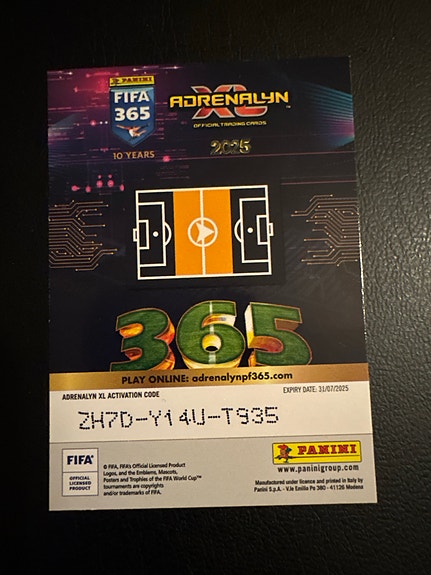 PANINI
FIFA
365
10 YEARS
ADRENALYN
XL™
OFFICIAL TRADING CARDS
2025
365
PLAY ONLINE: adrenalynpf365.com
ADRENALYN XL ACTIVATION CODE
EXPIRY DATE: 31/07/2025
ZH7D-Y14U-T935
PANINI
www.paninigroup.com
FIFA®
OFFICIAL
LICENSED
PRODUCT
© FIFA, FIFA's Official Licensed Product
Logos, and the Emblems, Mascots,
Posters and Trophies of the FIFA World Cup™
tournaments are copyrights
and/or trademarks of FIFA.
Manufactured under licence and printed in Italy by
Panini S.p.A. - V.le Emilio Po 380 - 41126 Modena